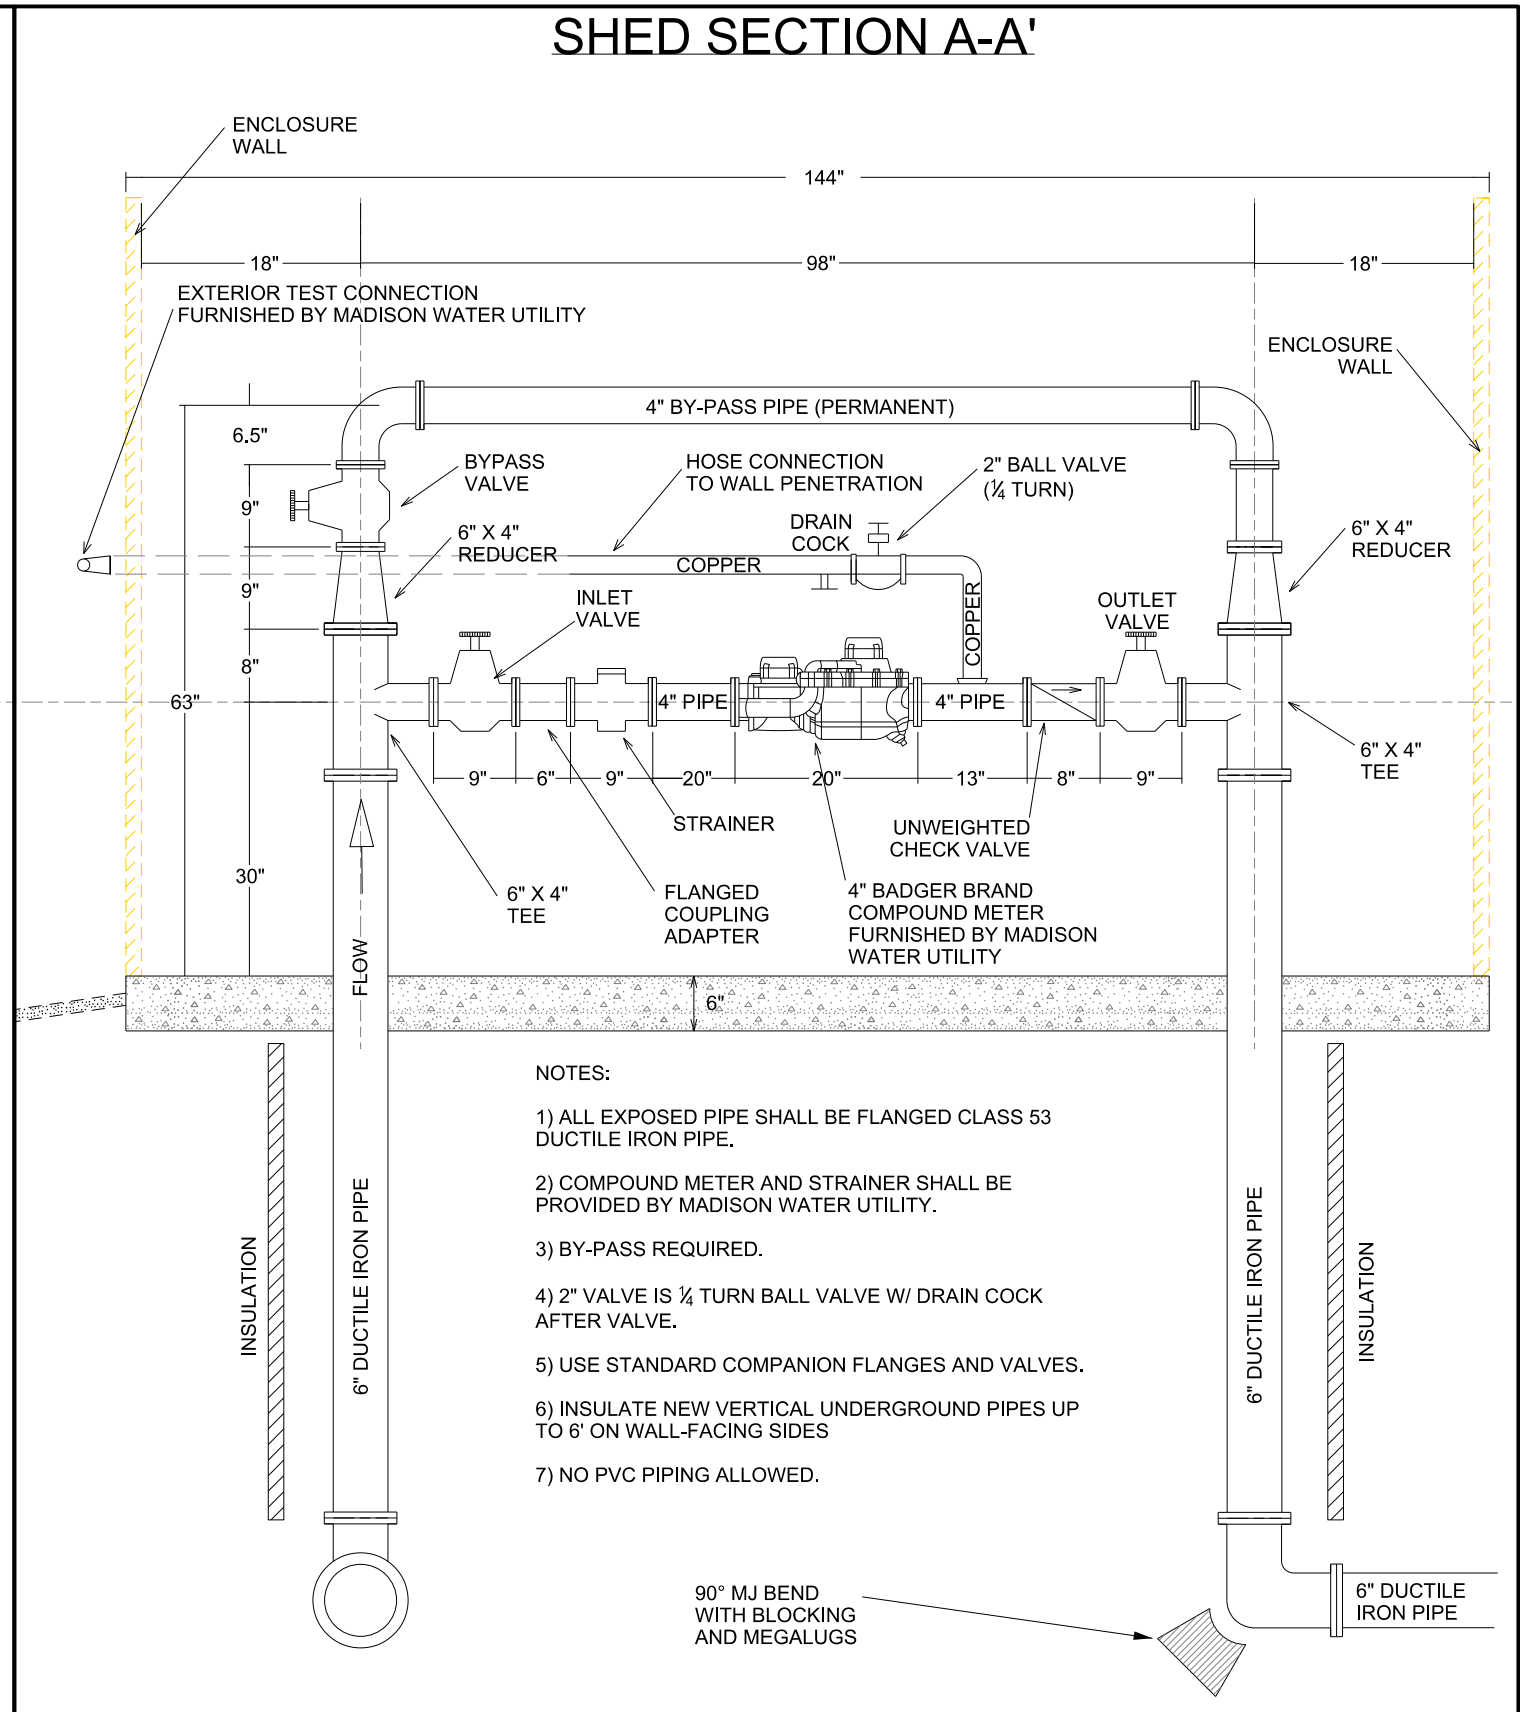 SHED SECTION A-A'
ENCLOSURE
WALL
144"
18"
98"
18"
EXTERIOR TEST CONNECTION
FURNISHED BY MADISON WATER UTILITY
ENCLOSURE
WALL
4" BY-PASS PIPE (PERMANENT)
6.5"
BYPASS
VALVE
HOSE CONNECTION
TO WALL PENETRATION
2" BALL VALVE
(¼ TURN)
9"
DRAIN
COCK
6" X 4"
REDUCER
6" X 4"
REDUCER
COPPER
9"
INLET
VALVE
COPPER
OUTLET
VALVE
8"
63"
4" PIPE
4" PIPE
6" X 4"
TEE
9"
6"
9"
20"
20"
13"
8"
9"
STRAINER
UNWEIGHTED
CHECK VALVE
30"
6" X 4"
TEE
FLANGED
COUPLING
ADAPTER
4" BADGER BRAND
COMPOUND METER
FURNISHED BY MADISON
WATER UTILITY
FLOW
6"
NOTES:
1) ALL EXPOSED PIPE SHALL BE FLANGED CLASS 53
DUCTILE IRON PIPE.
2) COMPOUND METER AND STRAINER SHALL BE
PROVIDED BY MADISON WATER UTILITY.
3) BY-PASS REQUIRED.
4) 2" VALVE IS ¼ TURN BALL VALVE W/ DRAIN COCK
AFTER VALVE.
5) USE STANDARD COMPANION FLANGES AND VALVES.
6) INSULATE NEW VERTICAL UNDERGROUND PIPES UP
TO 6' ON WALL-FACING SIDES
7) NO PVC PIPING ALLOWED.
INSULATION
6" DUCTILE IRON PIPE
6" DUCTILE IRON PIPE
INSULATION
90° MJ BEND
WITH BLOCKING
AND MEGALUGS
6" DUCTILE
IRON PIPE